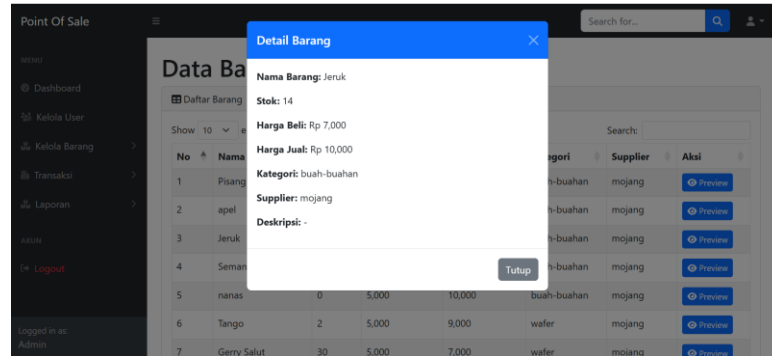 Point Of Sale
Search for...
MENU
Dashboard
Kelola User
Kelola Barang
Transaksi
Laporan
AKUN
Logout
Logged in as:
Admin
Data Ba
Daftar Barang
Show 10 e
Search:
No Nama egori Supplier Aksi
1 Pisang h-buahan mojang Preview
2 apel h-buahan mojang Preview
3 Jeruk h-buahan mojang Preview
4 Seman h-buahan mojang Preview
5 nanas 0 5,000 10,000 buah-buahan mojang Preview
6 Tango 2 5,000 9,000 wafer mojang Preview
7 Gerry Salut 30 5,000 7,000 wafer mojang Preview
Detail Barang
Nama Barang: Jeruk
Stok: 14
Harga Beli: Rp 7,000
Harga Jual: Rp 10,000
Kategori: buah-buahan
Supplier: mojang
Deskripsi: -
Tutup